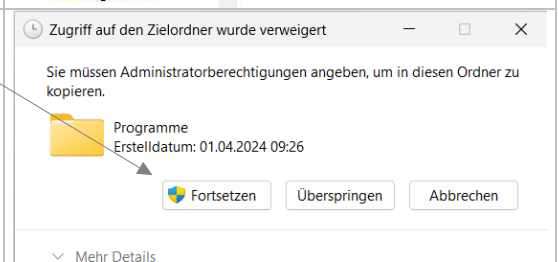 Zugriff auf den Zielordner wurde verweigert
Sie müssen Administratorberechtigungen angeben, um in diesen Ordner zu
kopieren.
Programme
Erstelldatum: 01.04.2024 09:26
Fortsetzen Überspringen Abbrechen
Mehr Details